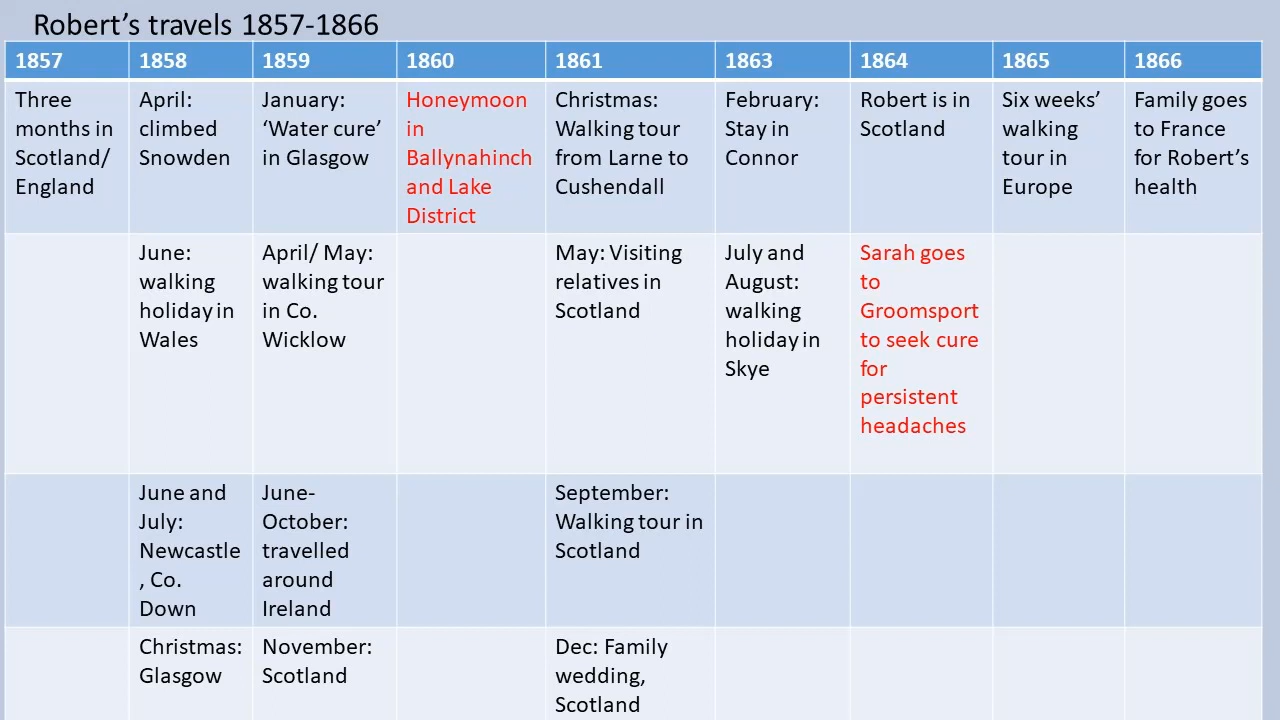 Robert’s travels 1857-1866
1857
1858
1859
1860
1861
1863
1864
1865
1866
Three
months in
Scotland/
England
April:
climbed
Snowden
January:
‘Water cure’
in Glasgow
Honeymoon
in
Ballynahinch
and Lake
District
Christmas:
Walking tour
from Larne to
Cushendall
February:
Stay in
Connor
Robert is in
Scotland
Six weeks’
walking
tour in
Europe
Family goes
to France
for Robert’s
health
June:
walking
holiday in
Wales
April/ May:
walking tour
in Co.
Wicklow
May: Visiting
relatives in
Scotland
July and
August:
walking
holiday in
Skye
Sarah goes
to
Groomsport
to seek cure
for
persistent
headaches
June and
July:
Newcastle
, Co.
Down
June-
October:
travelled
around
Ireland
September:
Walking tour in
Scotland
Christmas:
Glasgow
November:
Scotland
Dec: Family
wedding,
Scotland